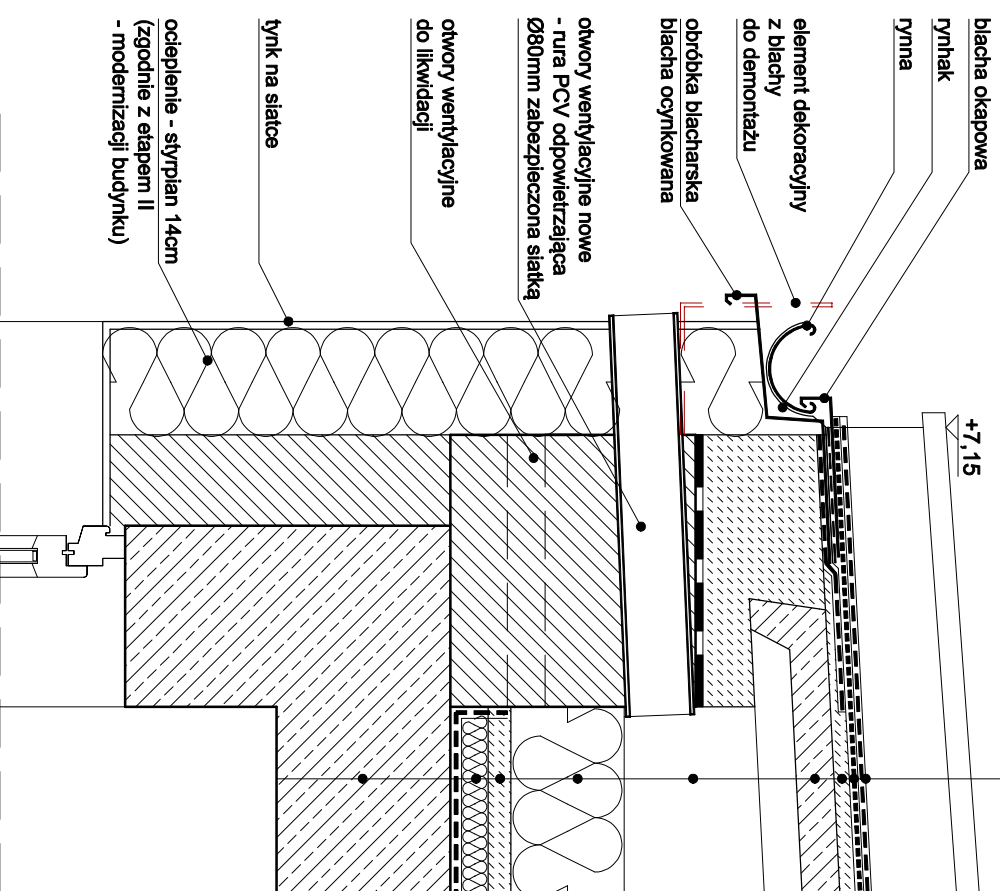 blacha okapowa
rynhak
rynna
element dekoracyjny
z blachy
do demontażu
obróbka blacharska
blacha ocynkowana
otwory wentylacyjne nowe
- rura PCV odpowietrzająca
Ø80mm zabezpieczona siatką
otwory wentylacyjne
do likwidacji
tynk na siatce
ocieplenie - styrpian 14cm
(zgodnie z etapem II
- modernizacji budynku)
+7,15